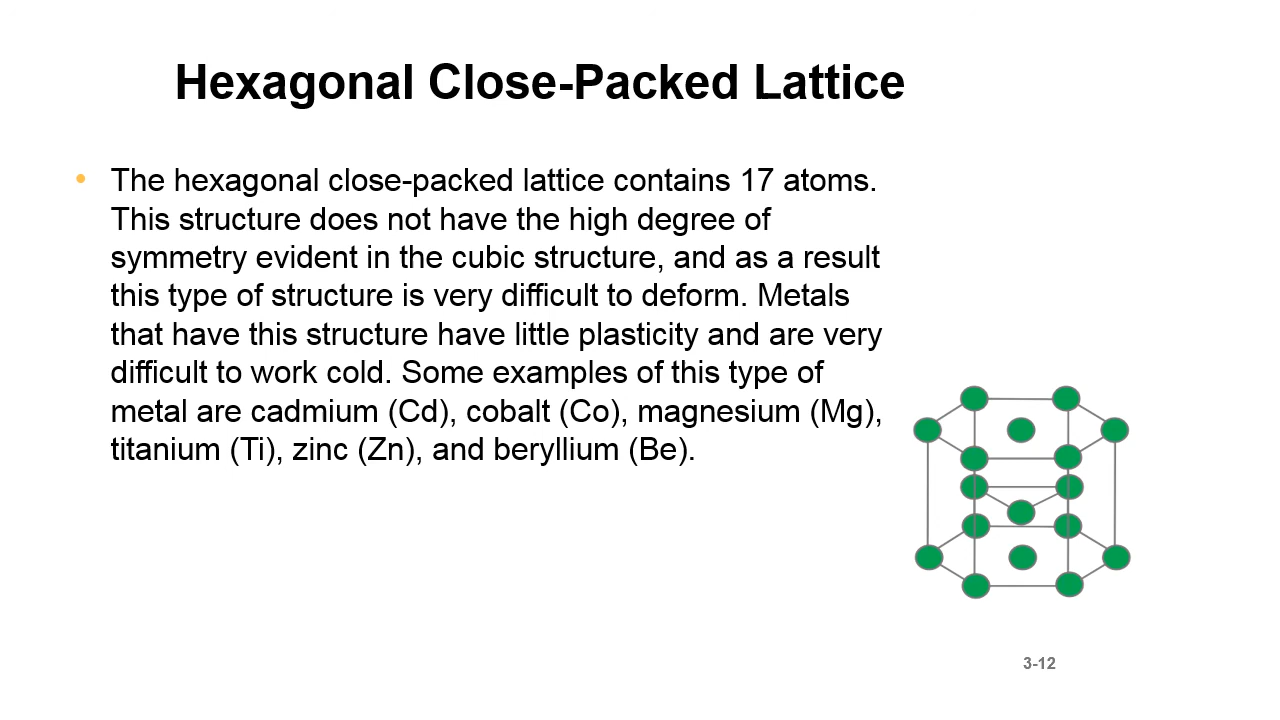 Hexagonal Close-Packed Lattice
• The hexagonal close-packed lattice contains 17 atoms.
This structure does not have the high degree of
symmetry evident in the cubic structure, and as a result
this type of structure is very difficult to deform. Metals
that have this structure have little plasticity and are very
difficult to work cold. Some examples of this type of
metal are cadmium (Cd), cobalt (Co), magnesium (Mg),
titanium (Ti), zinc (Zn), and beryllium (Be).
3-12